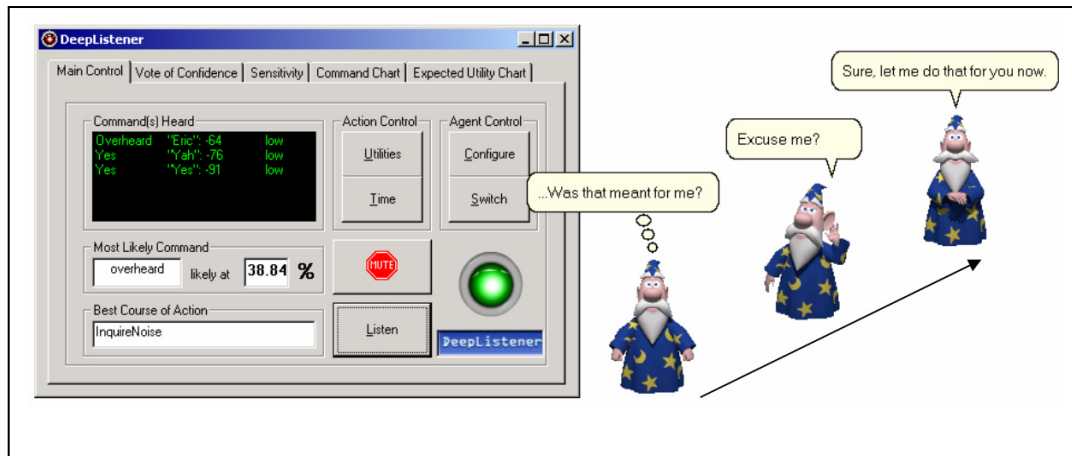 DeepListener
Main Control Vote of Confidence Sensitivity Command Chart Expected Utility Chart
Command(s) Heard
Overheard "Eric": -64 low
Yes "Yah": -76 low
Yes "Yes": -91 low
Action Control
Utilities
Time
Agent Control
Configure
Switch
Most Likely Command
overheard likely at 38.84 %
MUTE
Best Course of Action
InquireNoise
Listen
DeepListener
...Was that meant for me?
Excuse me?
Sure, let me do that for you now.